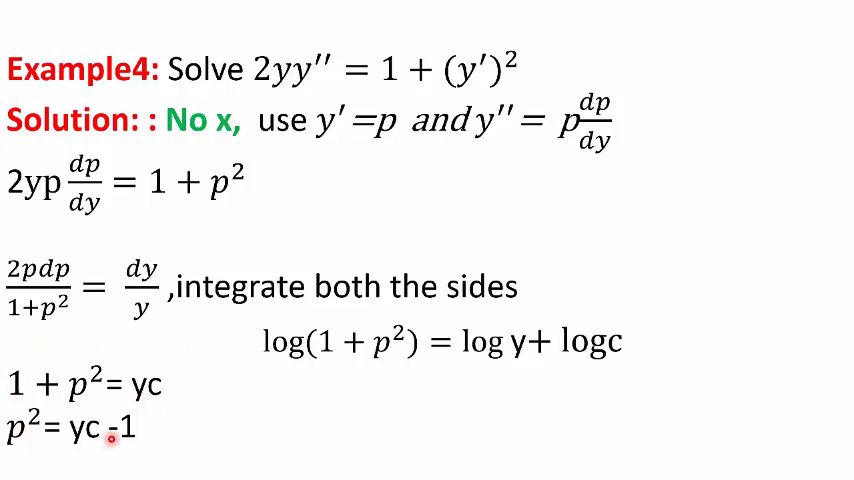 Example4: Solve 2𝑦𝑦′′ = 1 + (𝑦′)²
Solution: : No x, use 𝑦′=p and 𝑦′′= p dp/dy
2yp dp/dy = 1 + 𝑝²
2pdp/1+p² = dy/y ,integrate both the sides
log(1 + 𝑝²) = log y+ logc
1 + 𝑝²= yc
𝑝²= yc -1